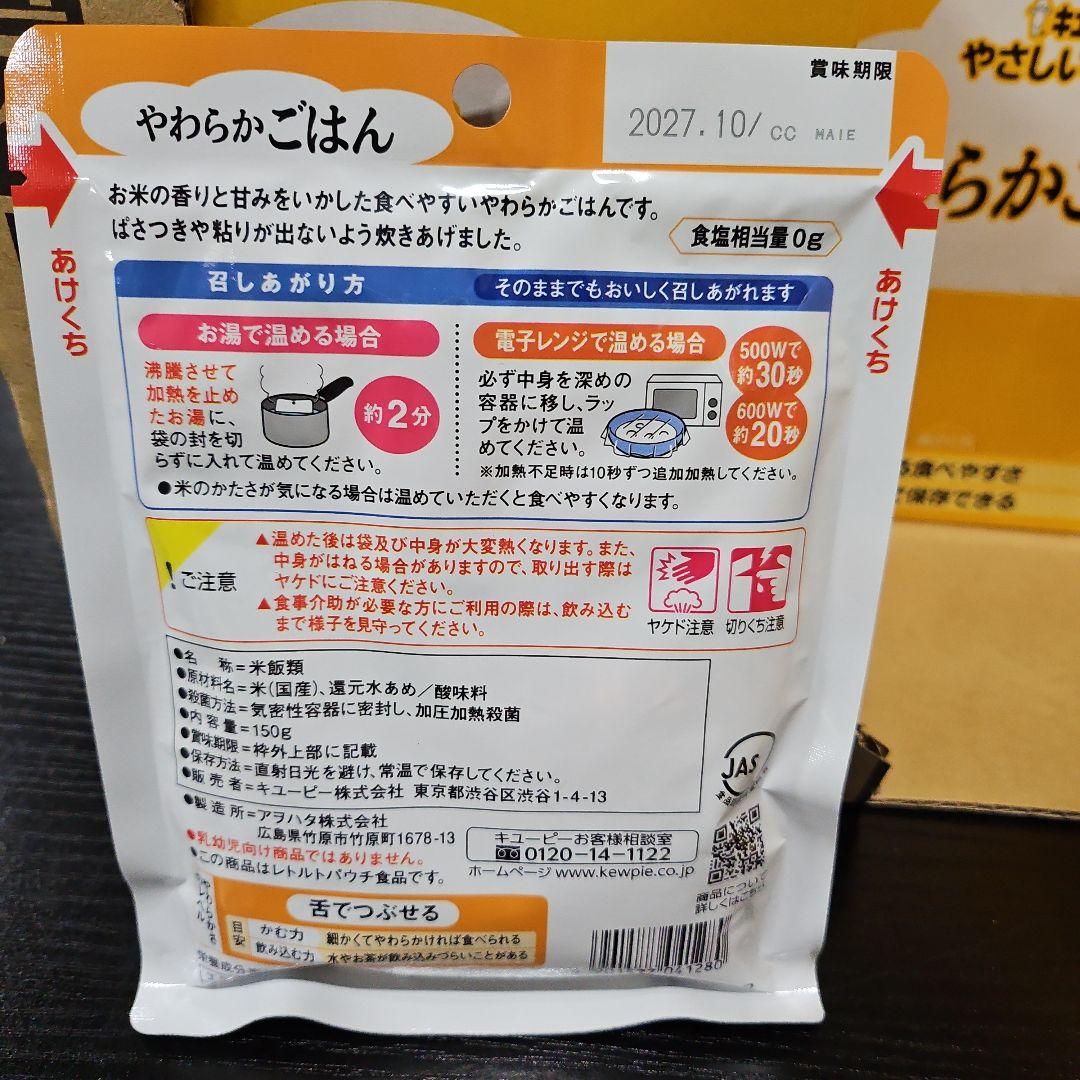 賞味期限
2027.10/ CC MAIE
やわらかごはん
お米の香りと甘みをいかした食べやすいやわらかごはんです。
ぱさつきや粘りが出ないよう炊きあげました。
食塩相当量0g
あけくち
あけくち
召しあがり方
そのままでもおいしく召しあがれます
お湯で温める場合
沸騰させて
加熱を止め
たお湯に、
袋の封を切
らずに入れて温めてください。
約2分
電子レンジで温める場合
必ず中身を深めの
容器に移し、ラッ
プをかけて温
めてください。
500Wで
約30秒
600Wで
約20秒
※加熱不足時は10秒ずつ追加加熱してください。
●米のかたさが気になる場合は温めていただくと食べやすくなります。
!ご注意
▲温めた後は袋及び中身が大変熱くなります。また、
中身がはねる場合がありますので、取り出す際は
ヤケドにご注意ください。
▲食事介助が必要な方にご利用の際は、飲み込む
まで様子を見守ってください。
ヤケド注意 切りくち注意
●名 称=米飯類
●原材料名=米(国産)、還元水あめ/酸味料
●殺菌方法=気密性容器に密封し、加圧加熱殺菌
●内容量=150g
●賞味期限=枠外上部に記載
●保存方法=直射日光を避け、常温で保存してください。
●販売者=キユーピー株式会社 東京都渋谷区渋谷1-4-13
●製造所=アヲハタ株式会社
広島県竹原市竹原町1678-13
●乳幼児向け商品ではありません。
●この商品はレトルトパウチ食品です。
キユーピーお客様相談室
0120-14-1122
ホームページ www.kewpie.co.jp
JAS
商品について
詳しくはこちら
舌でつぶせる
目安
かむ力 細かくてやわらかければ食べられる
飲み込む力 水やお茶が飲み込みづらいことがある
041280
やさしい
らかご
る食べやすさ
保存できる